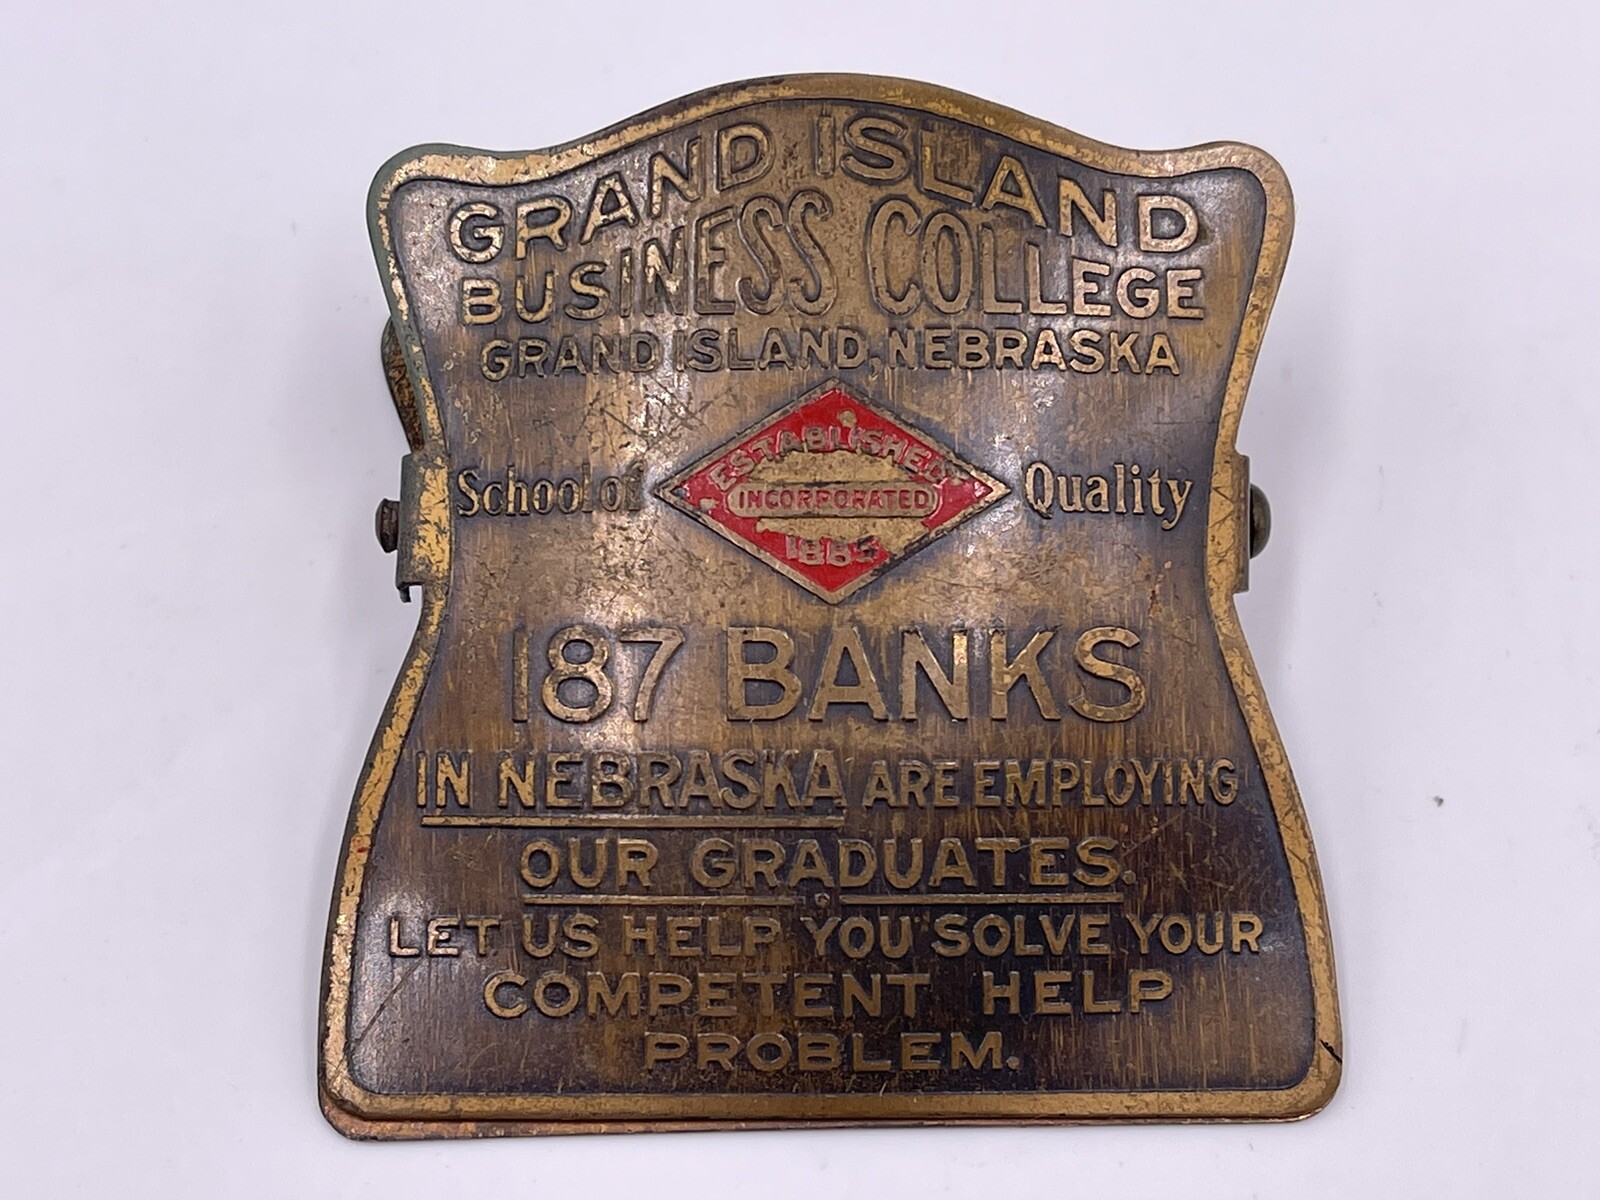 GRAND ISLAND
BUSINESS COLLEGE
GRAND ISLAND, NEBRASKA
School of
ESTABLISHED
INCORPORATED
1885
Quality
187 BANKS
IN NEBRASKA ARE EMPLOYING
OUR GRADUATES.
LET US HELP YOU SOLVE YOUR
COMPETENT HELP
PROBLEM.